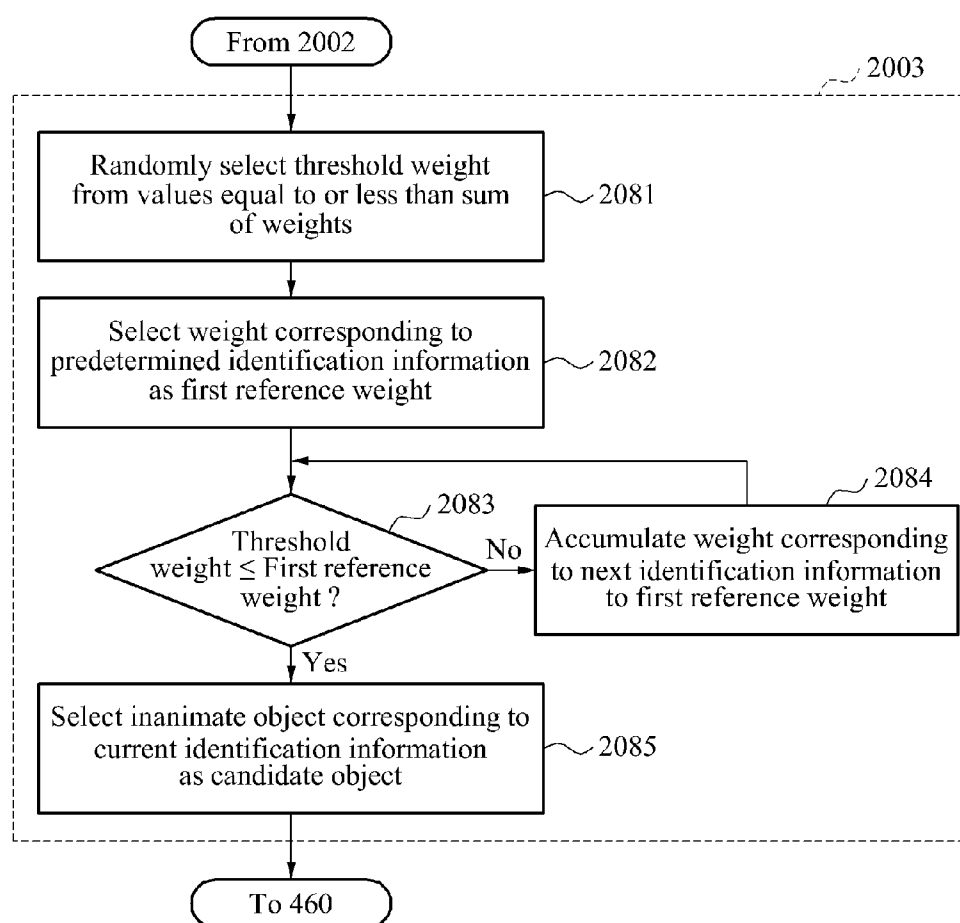 From 2002
2003
Randomly select threshold weight
from values equal to or less than sum
of weights
2081
Select weight corresponding to
predetermined identification information
as first reference weight
2082
2083
Threshold
weight ≤ First reference
weight ?
No
2084
Accumulate weight corresponding
to next identification information
to first reference weight
Yes
Select inanimate object corresponding to
current identification information
as candidate object
2085
To 460